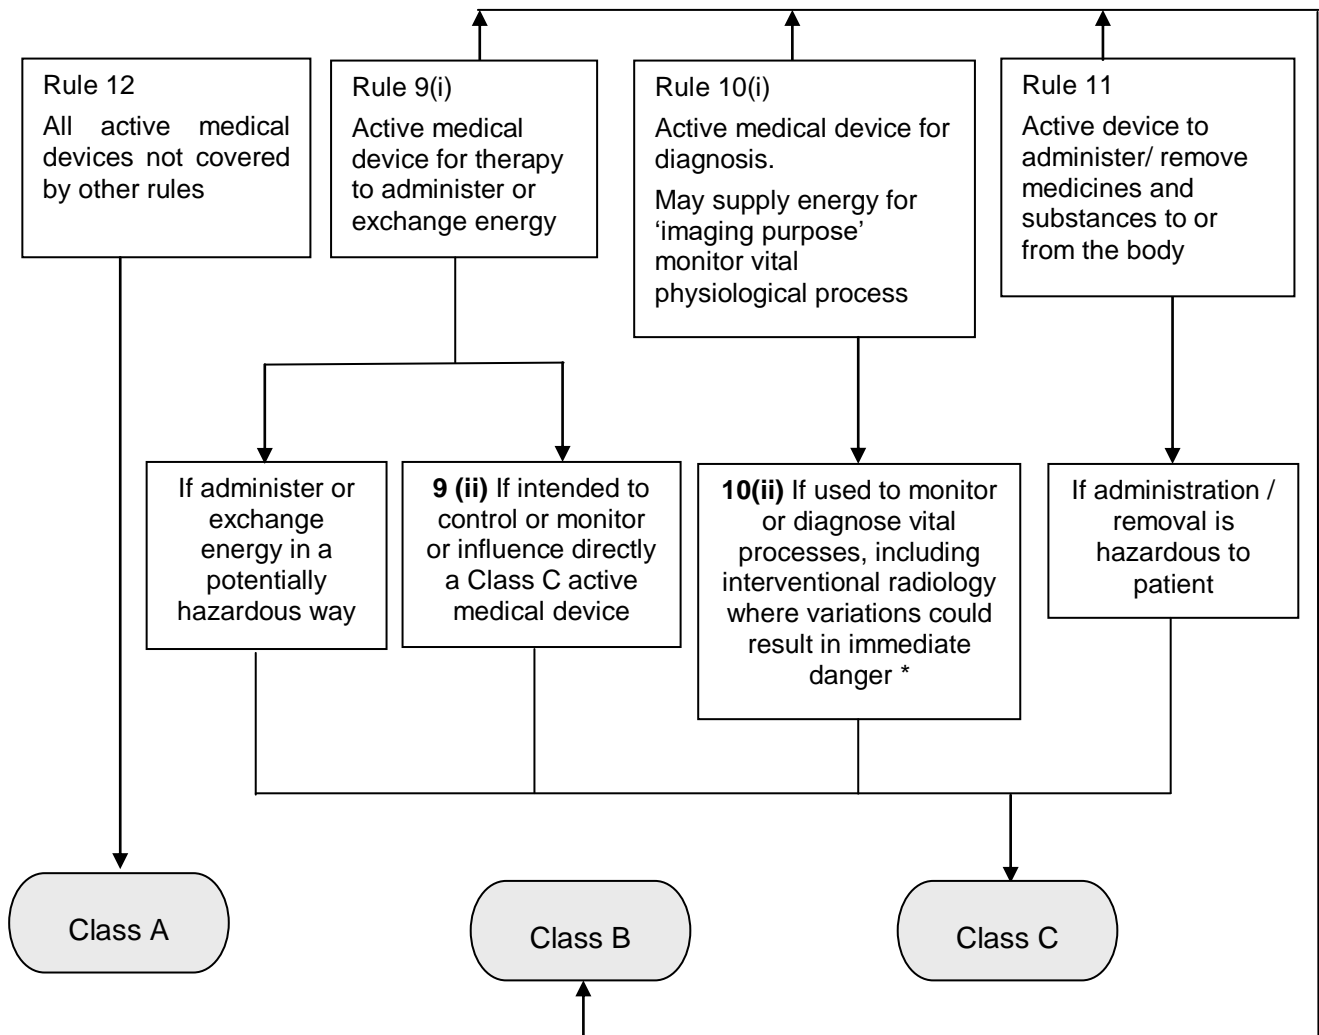 Rule 12
All active medical
devices not covered
by other rules
Rule 9(i)
Active medical
device for therapy
to administer or
exchange energy
Rule 10(i)
Active medical device for
diagnosis.
May supply energy for
‘imaging purpose’
monitor vital
physiological process
Rule 11
Active device to
administer/ remove
medicines and
substances to or
from the body
If administer or
exchange
energy in a
potentially
hazardous way
9 (ii) If intended to
control or monitor
or influence directly
a Class C active
medical device
10(ii) If used to monitor
or diagnose vital
processes, including
interventional radiology
where variations could
result in immediate
danger *
If administration /
removal is
hazardous to
patient
Class A
Class B
Class C